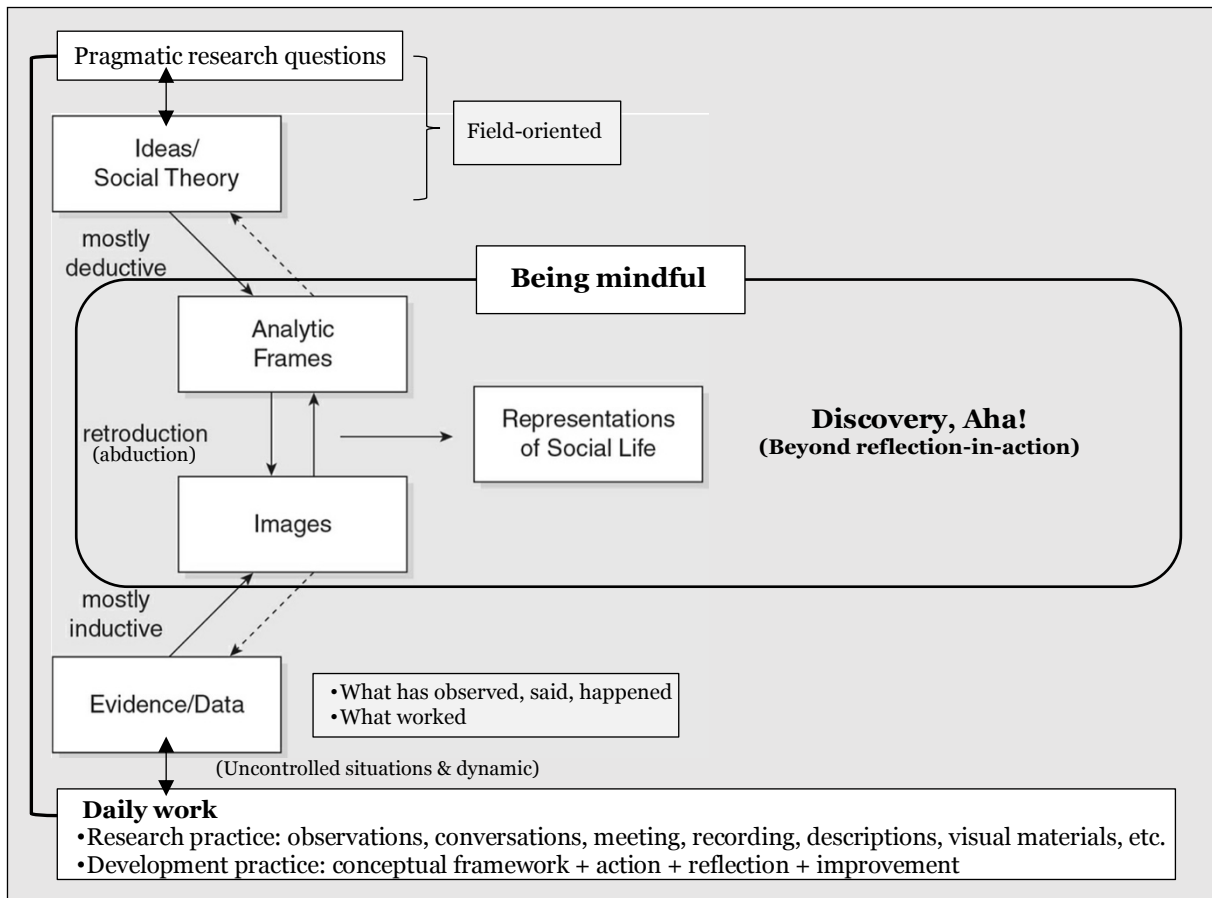 Pragmatic research questions
Field-oriented
Ideas/
Social Theory
mostly
deductive
Being mindful
Analytic
Frames
retroduction
(abduction)
Representations
of Social Life
Discovery, Aha!
(Beyond reflection-in-action)
Images
mostly
inductive
Evidence/Data
•What has observed, said, happened
•What worked
(Uncontrolled situations & dynamic)
Daily work
•Research practice: observations, conversations, meeting, recording, descriptions, visual materials, etc.
•Development practice: conceptual framework + action + reflection + improvement